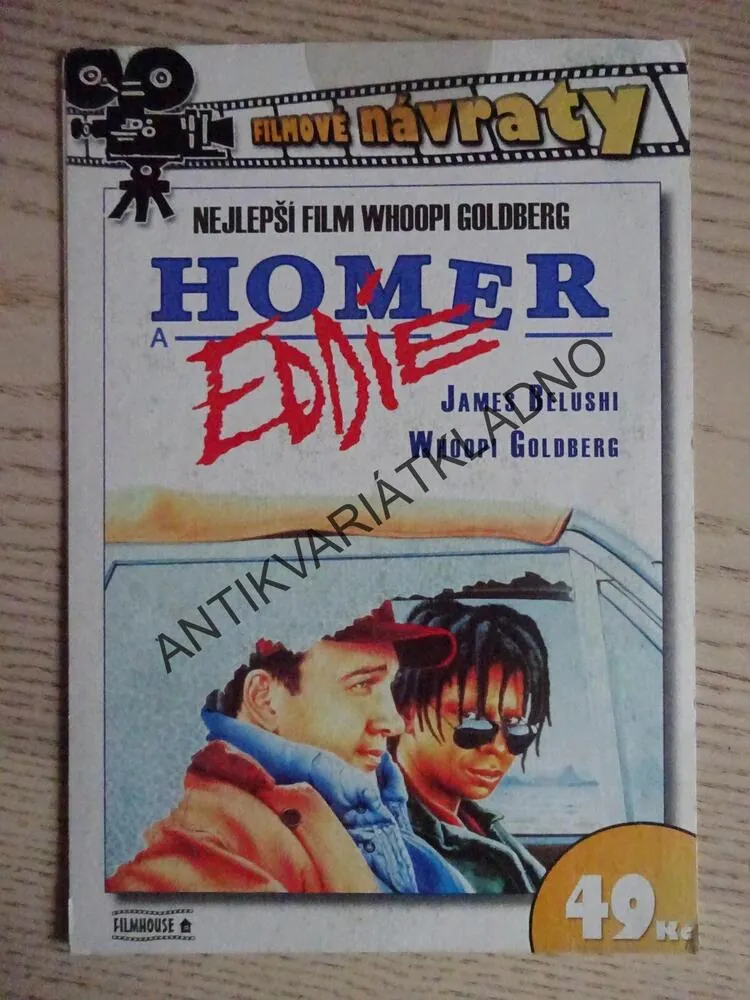 FILMOVÉ návraty
NEJLEPŠÍ FILM WHOOPI GOLDBERG
HOMER
A EDDIE
JAMES BELUSHI
WHOOPI GOLDBERG
ANTIKVARIÁTKLADNO
49 Kč
FILMHOUSE